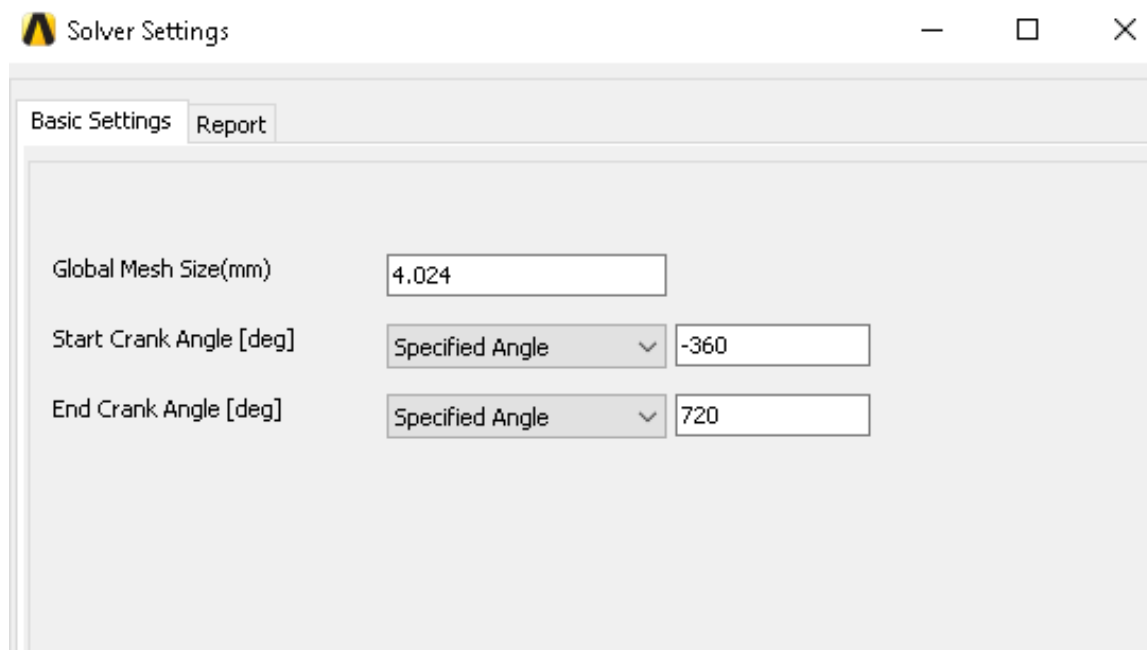 Solver Settings
Basic Settings Report
Global Mesh Size(mm) 4.024
Start Crank Angle [deg] Specified Angle -360
End Crank Angle [deg] Specified Angle 720